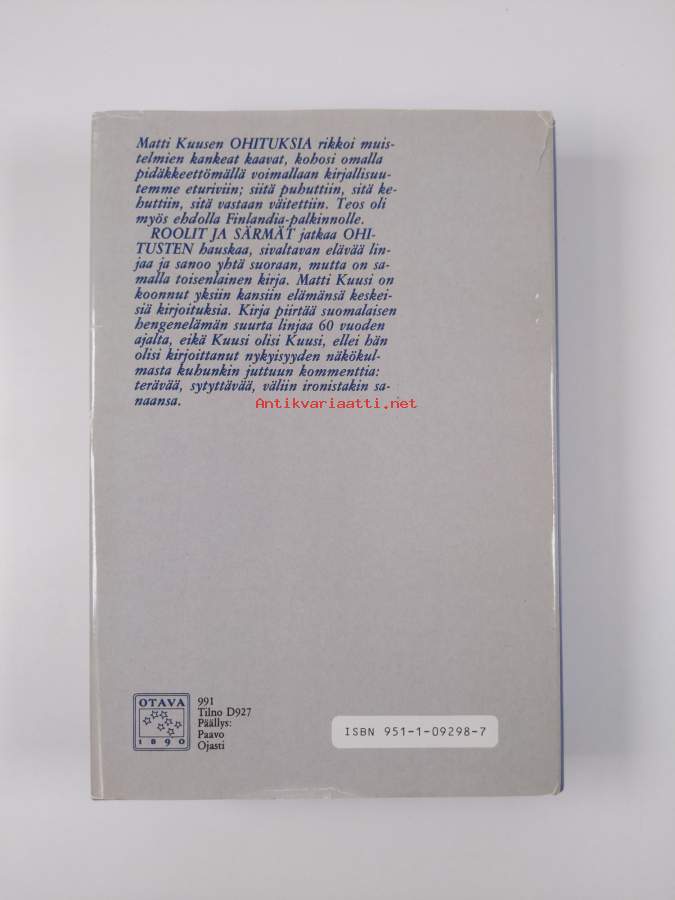 Matti Kuusen OHITUKSIA rikkoi muis-
telmien kankeat kaavat, kohosi omalla
pidäkkeettömällä voimallaan kirjallisuu-
temme eturiviin; siitä puhuttiin, sitä ke-
huttiin, sitä vastaan väitettiin. Teos oli
myös ehdolla Finlandia-palkinnolle.
ROOLIT JA SÄRMÄT jatkaa OHI-
TUSTEN hauskaa, sivaltavan elävää lin-
jaa ja sanoo yhtä suoraan, mutta on sa-
malla toisenlainen kirja. Matti Kuusi on
koonnut yksiin kansiin elämänsä keskei-
siä kirjoituksia. Kirja piirtää suomalaisen
hengenelämän suurta linjaa 60 vuoden
ajalta, eikä Kuusi olisi Kuusi, ellei hän
olisi kirjoittanut nykyisyyden näkökul-
masta kuhunkin juttuun kommenttia:
terävää, sytyttävää, väliin ironistakin sa-
naansa.
Antikvariaatti.net
OTAVA
1890
991
Tilno D927
Päällys:
Paavo
Ojasti
ISBN 951-1-09298-7